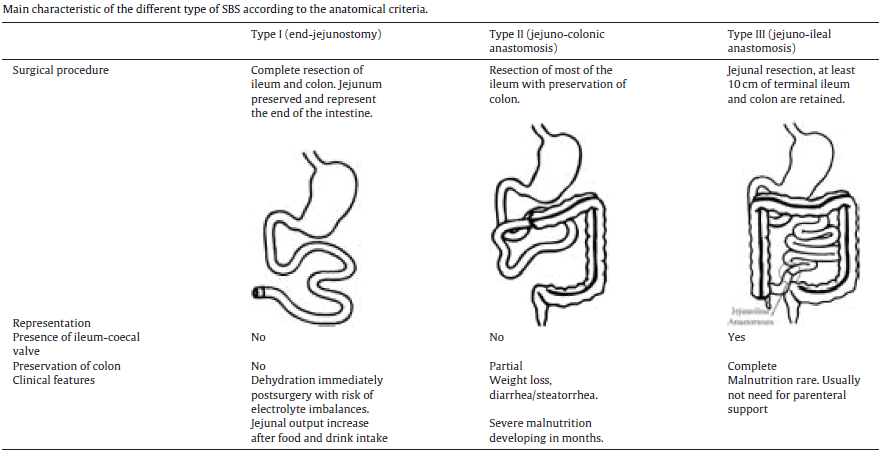 Main characteristic of the different type of SBS according to the anatomical criteria.
Type I (end-jejunostomy)
Type II (jejuno-colonic
anastomosis)
Type III (jejuno-ileal
anastomosis)
Surgical procedure
Complete resection of
ileum and colon. Jejunum
preserved and represent
the end of the intestine.
Resection of most of the
ileum with preservation of
colon.
Jejunal resection, at least
10 cm of terminal ileum
and colon are retained.
Jejunoileal
Anastomosis
Representation
Presence of ileum-coecal
valve
No
No
Yes
Preservation of colon
No
Partial
Complete
Clinical features
Dehydration immediately
postsurgery with risk of
electrolyte imbalances.
Jejunal output increase
after food and drink intake
Weight loss,
diarrhea/steatorrhea.
Severe malnutrition
developing in months.
Malnutrition rare. Usually
not need for parenteral
support